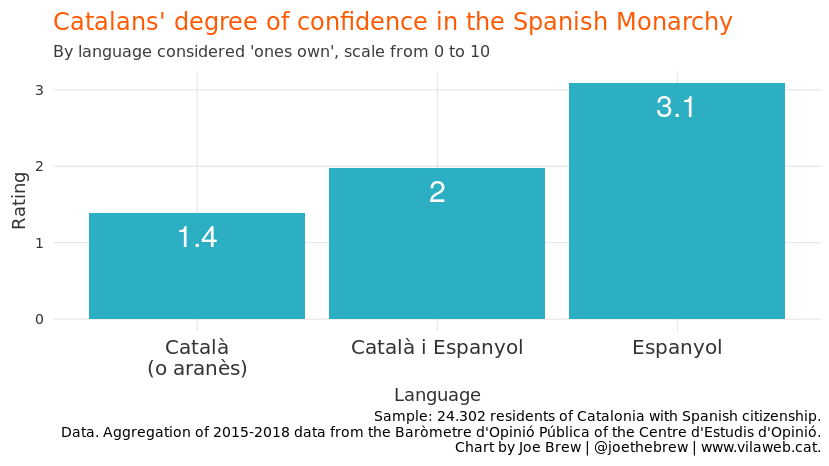 Catalans' degree of confidence in the Spanish Monarchy
By language considered 'ones own', scale from 0 to 10
3
2
1
0
Rating
1.4
2
3.1
Català
(o aranès)
Català i Espanyol
Espanyol
Language
Sample: 24.302 residents of Catalonia with Spanish citizenship.
Data. Aggregation of 2015-2018 data from the Baròmetre d'Opinió Pública of the Centre d'Estudis d'Opinió.
Chart by Joe Brew | @joethebrew | www.vilaweb.cat.